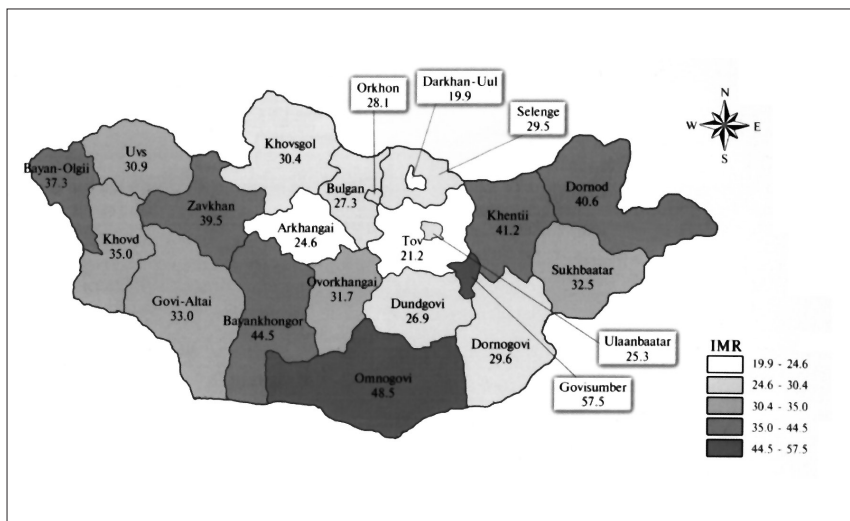 Orkhon
28.1
Darkhan-Uul
19.9
Selenge
29.5
N
W
E
S
Khovsgol
30.4
Uvs
30.9
Bayan-Olgii
37.3
Bulgan
27.3
Zavkhan
39.5
Arkhangai
24.6
Khentii
41.2
Dornod
40.6
Khovd
35.0
Tov
21.2
Sukhbaatar
32.5
Ovorkhangai
31.7
Govi-Altai
33.0
Bayankhongor
44.5
Dundgovi
26.9
Dornogovi
29.6
Ulaanbaatar
25.3
Omnogovi
48.5
Govisumber
57.5
IMR
19.9 - 24.6
24.6 - 30.4
30.4 - 35.0
35.0 - 44.5
44.5 - 57.5